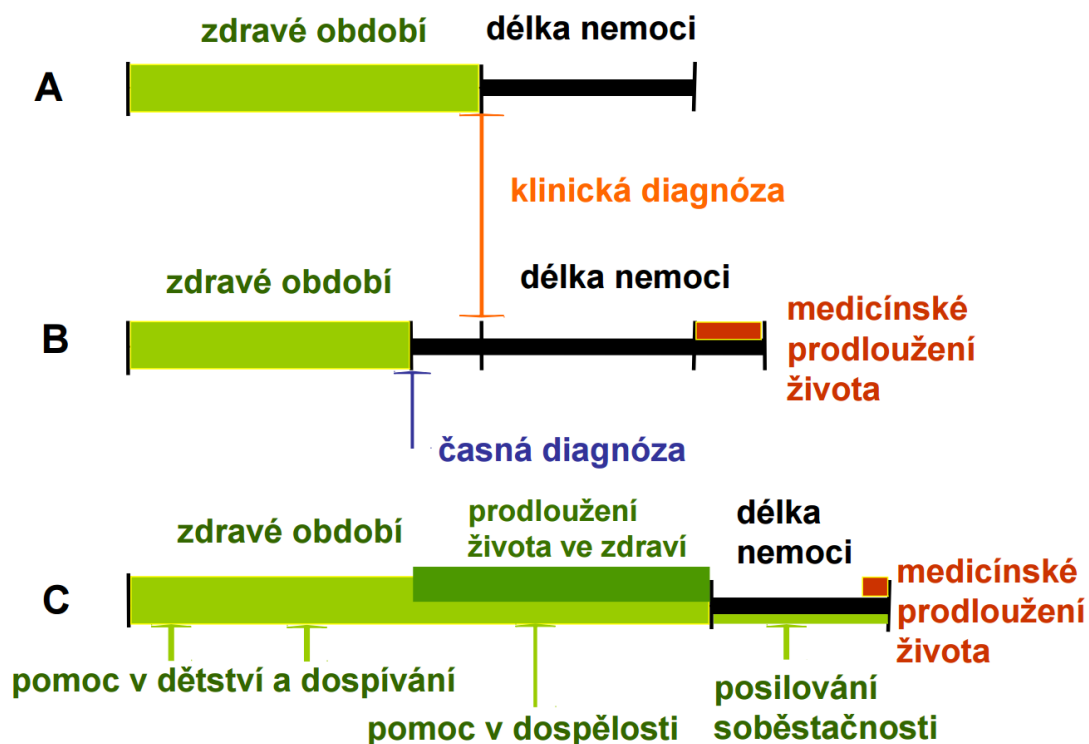 zdravé období
délka nemoci
A
klinická diagnóza
zdravé období
délka nemoci
B
medicínské
prodloužení
života
časná diagnóza
zdravé období
prodloužení
života ve zdraví
délka
nemoci
C
medicínské
prodloužení
života
pomoc v dětství a dospívání
pomoc v dospělosti
posilování
soběstačnosti